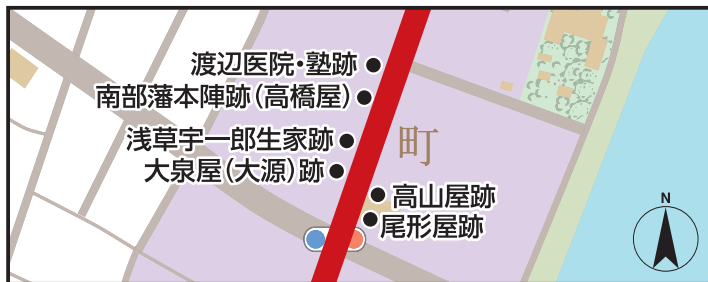 渡辺医院・塾跡
南部藩本陣跡（高橋屋）
浅草宇一郎生家跡
町
大泉屋（大源）跡
高山屋跡
尾形屋跡
N